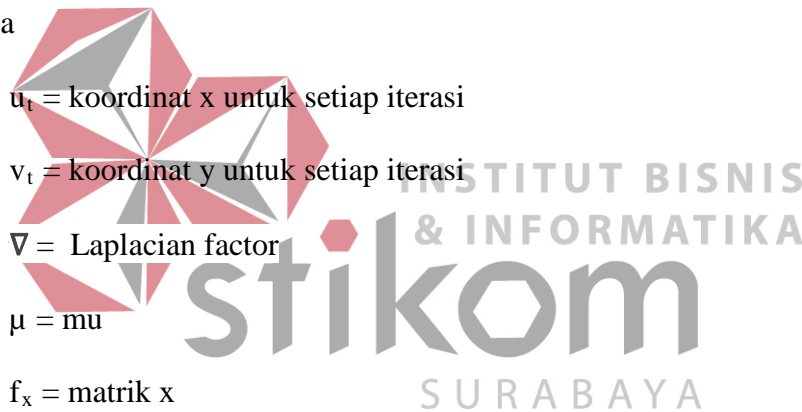 a
uₜ = koordinat x untuk setiap iterasi
vₜ = koordinat y untuk setiap iterasi
INSTITUT BISNIS
& INFORMATIKA
∇ = Laplacian factor
stikom
µ = mu
fₓ = matrik x
SURABAYA